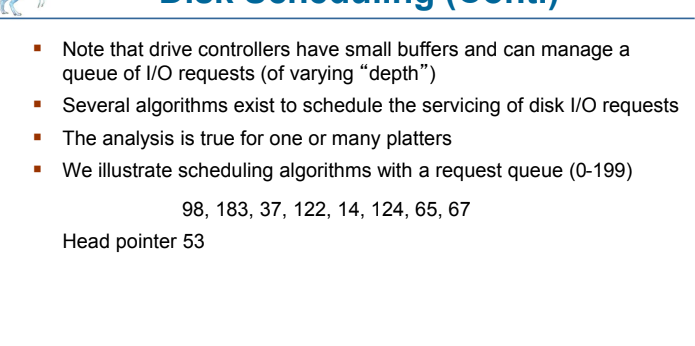 Disk Scheduling (Cont.)
Note that drive controllers have small buffers and can manage a
queue of I/O requests (of varying “depth”)
Several algorithms exist to schedule the servicing of disk I/O requests
The analysis is true for one or many platters
We illustrate scheduling algorithms with a request queue (0-199)
98, 183, 37, 122, 14, 124, 65, 67
Head pointer 53